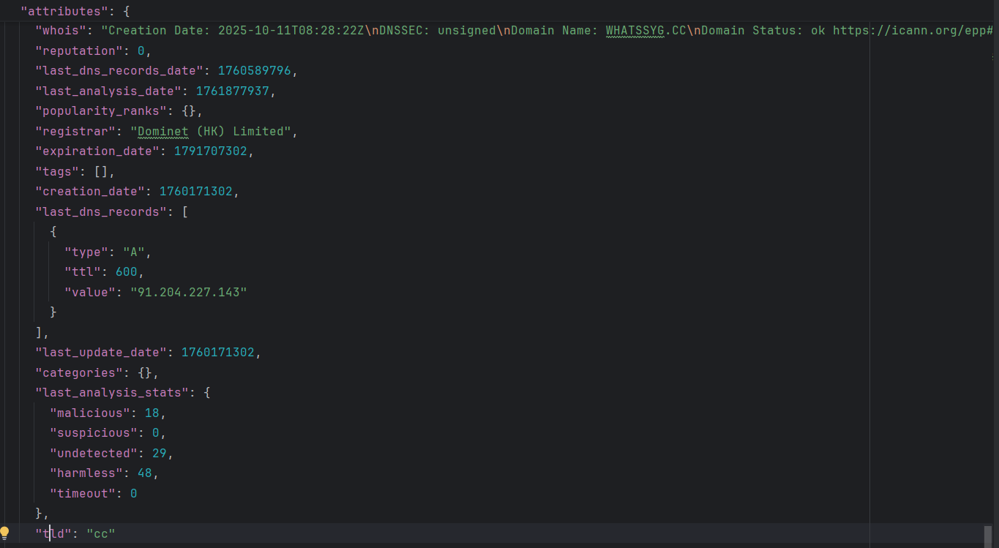 "attributes": {
"whois": "Creation Date: 2025-10-11T08:28:22Z\nDNSSEC: unsigned\nDomain Name: WHATSSYG.CC\nDomain Status: ok https://icann.org/epp#
"reputation": 0,
"last_dns_records_date": 1760589796,
"last_analysis_date": 1761877937,
"popularity_ranks": {},
"registrar": "Dominet (HK) Limited",
"expiration_date": 1791707302,
"tags": [],
"creation_date": 1760171302,
"last_dns_records": [
{
"type": "A",
"ttl": 600,
"value": "91.204.227.143"
}
],
"last_update_date": 1760171302,
"categories": {},
"last_analysis_stats": {
"malicious": 18,
"suspicious": 0,
"undetected": 29,
"harmless": 48,
"timeout": 0
},
"tld": "cc"